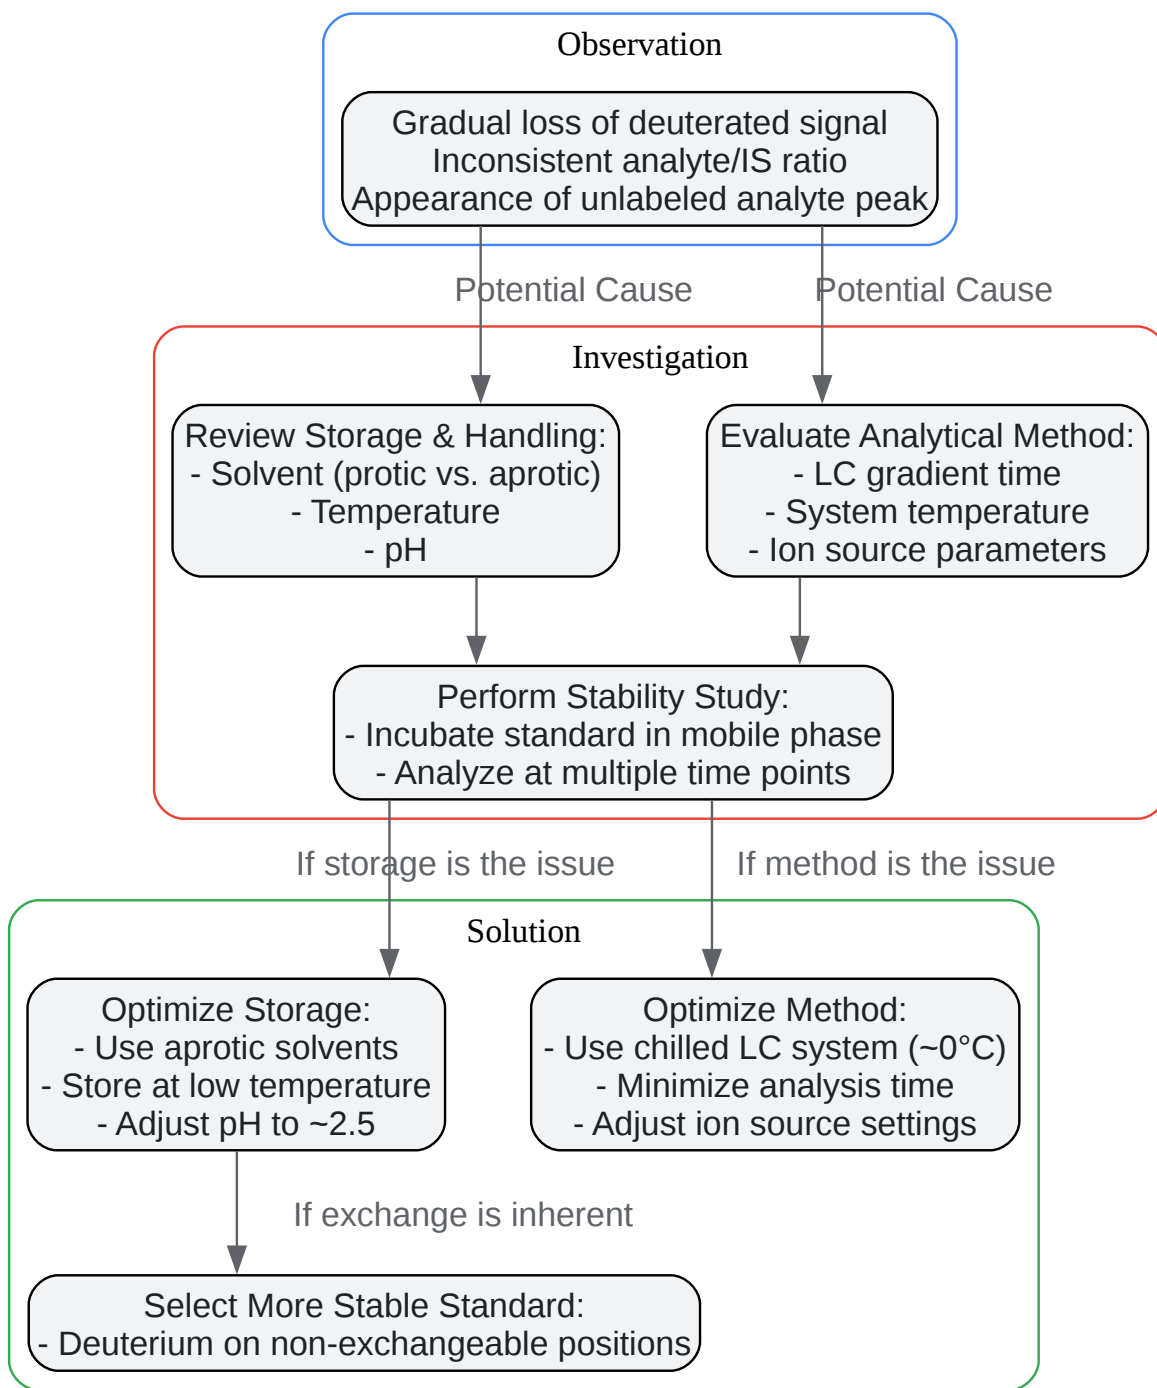 Observation
Gradual loss of deuterated signal
Inconsistent analyte/IS ratio
Appearance of unlabeled analyte peak
Potential Cause
Potential Cause
Investigation
Review Storage & Handling:
- Solvent (protic vs. aprotic)
- Temperature
- pH
Evaluate Analytical Method:
- LC gradient time
- System temperature
- Ion source parameters
Perform Stability Study:
- Incubate standard in mobile phase
- Analyze at multiple time points
If storage is the issue
If method is the issue
Solution
Optimize Storage:
- Use aprotic solvents
- Store at low temperature
- Adjust pH to ~2.5
Optimize Method:
- Use chilled LC system (~0°C)
- Minimize analysis time
- Adjust ion source settings
If exchange is inherent
Select More Stable Standard:
- Deuterium on non-exchangeable positions